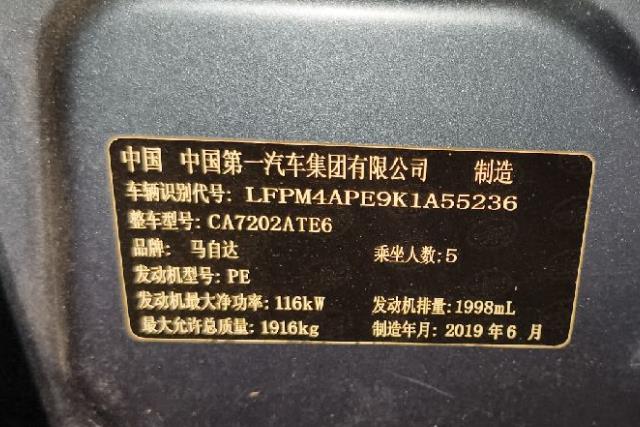 中国 中国第一汽车集团有限公司 制造
车辆识别代号: LFPM4APE9K1A55236
整车型号: CA7202ATE6
品牌: 马自达 乘坐人数: 5
发动机型号: PE
发动机最大净功率: 116kW 发动机排量: 1998mL
最大允许总质量: 1916kg 制造年月: 2019 年 6 月